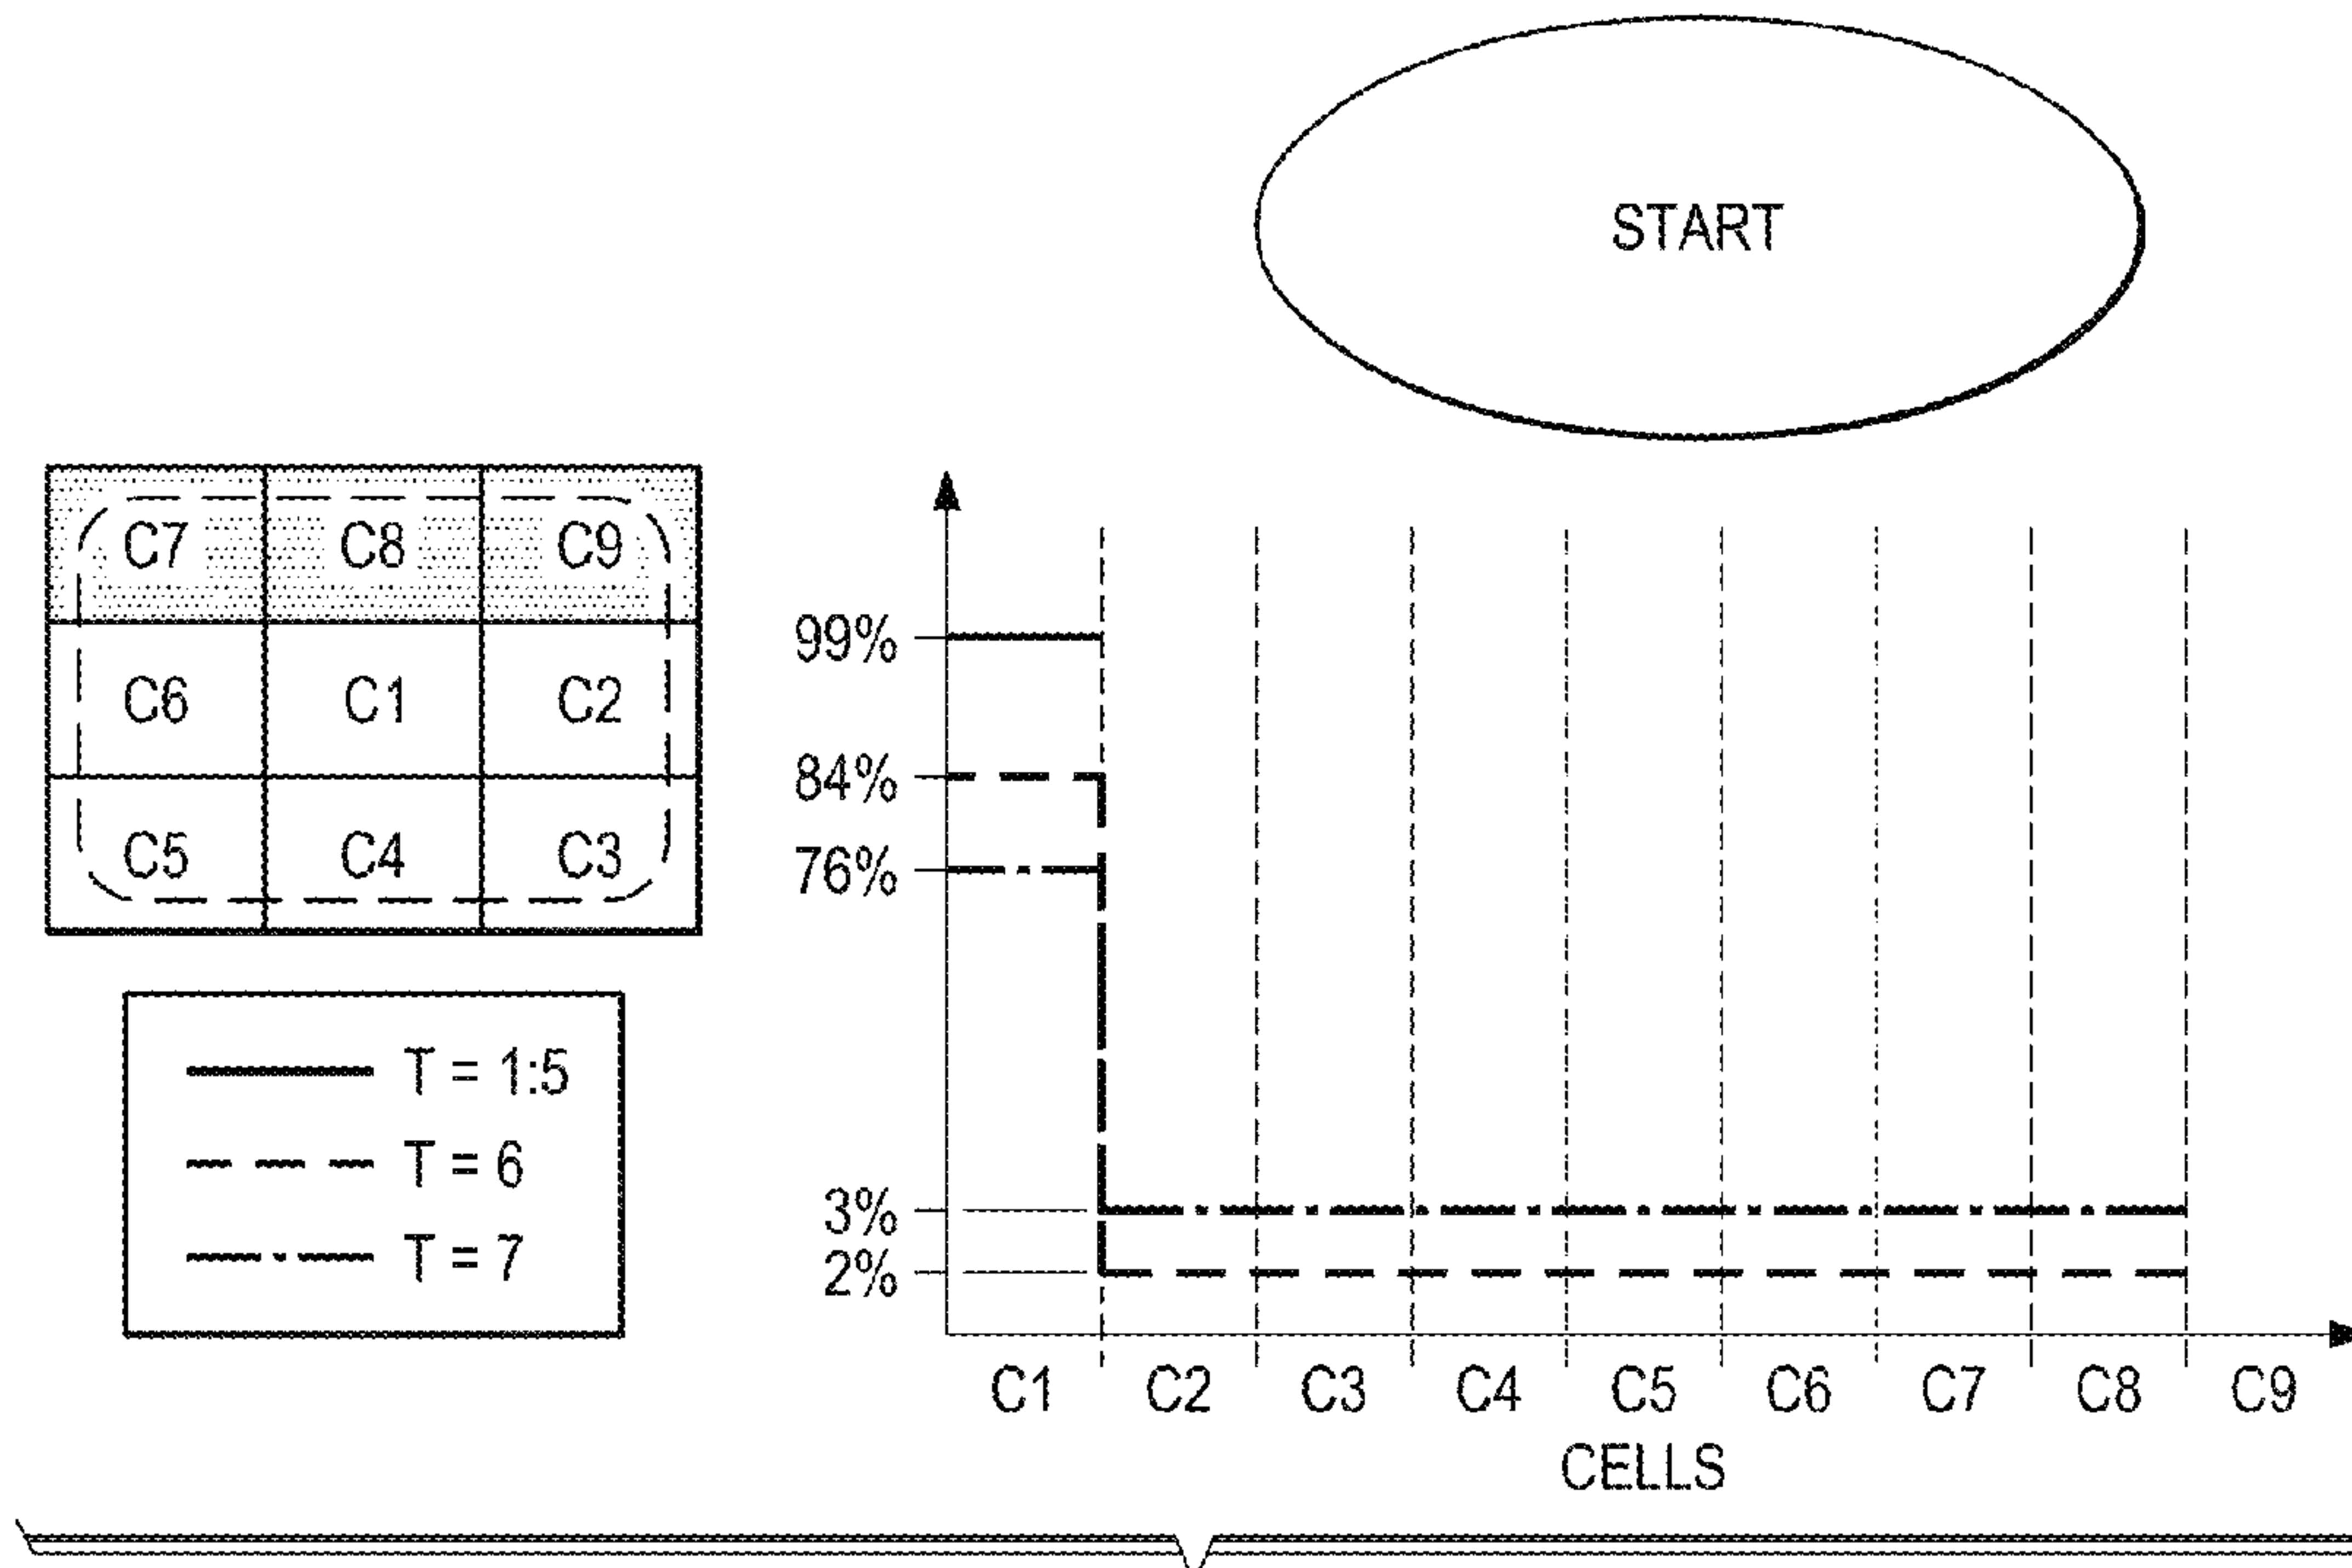 START
C7 C8 C9
C6 C1 C2
C5 C4 C3
T = 1:5
T = 6
T = 7
99%
84%
76%
3%
2%
C1 C2 C3 C4 C5 C6 C7 C8 C9
CELLS